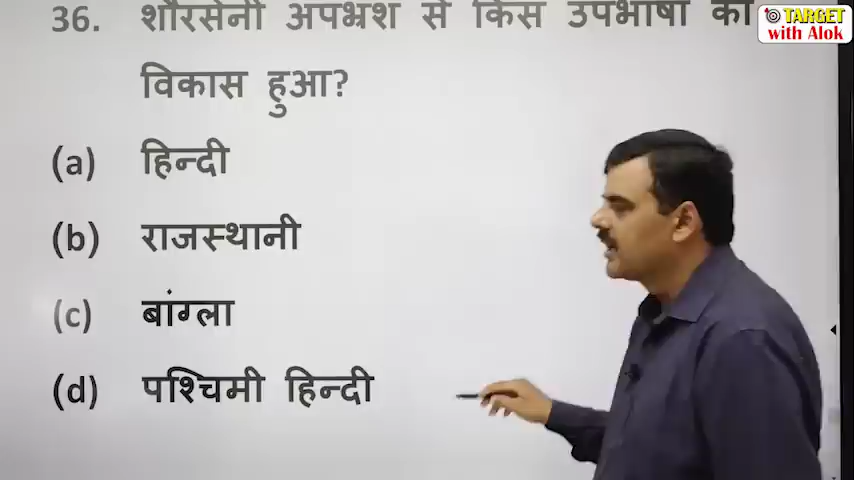 36. शौरसेनी अपभ्रंश से किस उपभाषा का
विकास हुआ?
(a) हिन्दी
(b) राजस्थानी
(c) बांग्ला
(d) पश्चिमी हिन्दी
TARGET
with Alok